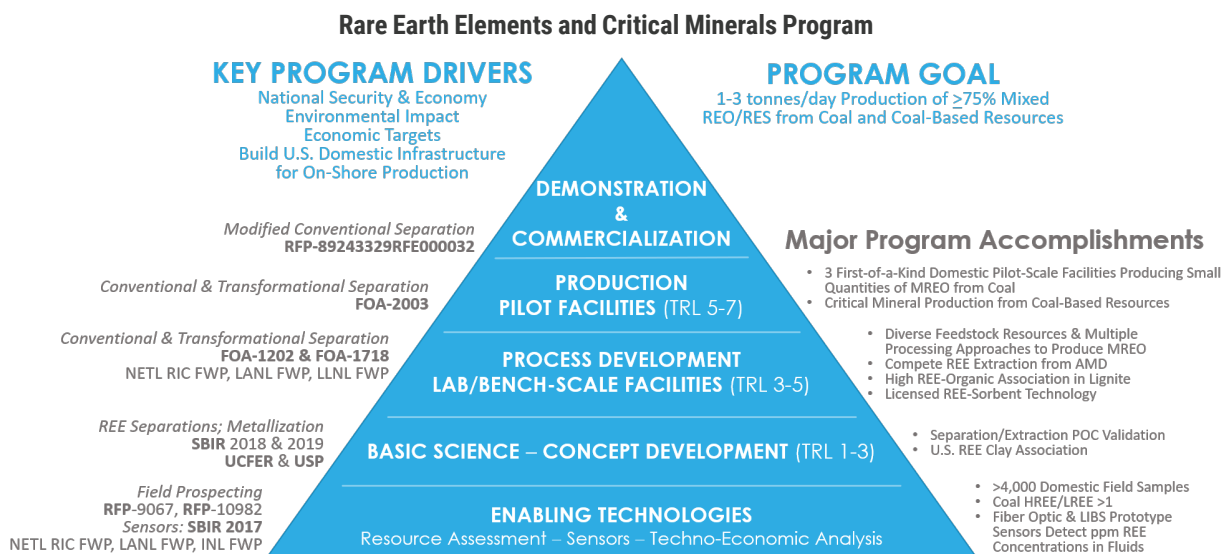 Rare Earth Elements and Critical Minerals Program
KEY PROGRAM DRIVERS
National Security & Economy
Environmental Impact
Economic Targets
Build U.S. Domestic Infrastructure
for On-Shore Production
PROGRAM GOAL
1-3 tonnes/day Production of >75% Mixed
REO/RES from Coal and Coal-Based Resources
Modified Conventional Separation
RFP-89243329RFE000032
DEMONSTRATION
&
COMMERCIALIZATION
Major Program Accomplishments
Conventional & Transformational Separation
FOA-2003
PRODUCTION
PILOT FACILITIES (TRL 5-7)
• 3 First-of-a-Kind Domestic Pilot-Scale Facilities Producing Small
Quantities of MREO from Coal
• Critical Mineral Production from Coal-Based Resources
Conventional & Transformational Separation
FOA-1202 & FOA-1718
NETL RIC FWP, LANL FWP, LLNL FWP
PROCESS DEVELOPMENT
LAB/BENCH-SCALE FACILITIES (TRL 3-5)
• Diverse Feedstock Resources & Multiple
Processing Approaches to Produce MREO
• Compete REE Extraction from AMD
• High REE-Organic Association in Lignite
• Licensed REE-Sorbent Technology
REE Separations; Metallization
SBIR 2018 & 2019
UCFER & USP
BASIC SCIENCE – CONCEPT DEVELOPMENT (TRL 1-3)
• Separation/Extraction POC Validation
• U.S. REE Clay Association
Field Prospecting
RFP-9067, RFP-10982
Sensors: SBIR 2017
NETL RIC FWP, LANL FWP, INL FWP
ENABLING TECHNOLOGIES
Resource Assessment – Sensors – Techno-Economic Analysis
• >4,000 Domestic Field Samples
• Coal HREE/LREE >1
• Fiber Optic & LIBS Prototype
Sensors Detect ppm REE
Concentrations in Fluids